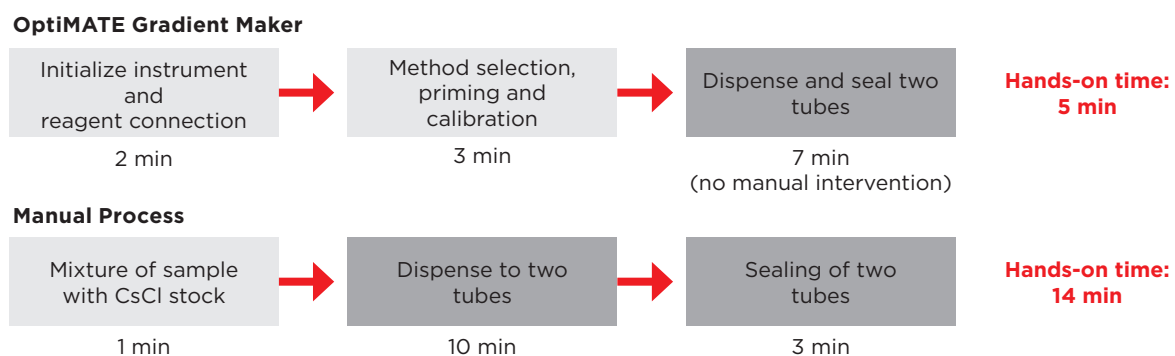 OptiMATE Gradient Maker
Initialize instrument
and
reagent connection
Method selection,
priming and
calibration
Dispense and seal two
tubes
Hands-on time:
5 min
2 min
3 min
7 min
(no manual intervention)
Manual Process
Mixture of sample
with CsCl stock
Dispense to two
tubes
Sealing of two
tubes
Hands-on time:
14 min
1 min
10 min
3 min